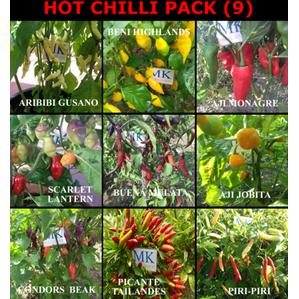 HOT CHILLI PACK (9)
MK
ARIBIBI GUSANO
BENI HIGHLANDS
MK
AJI MONAGRE
SCARLET
LANTERN
BUENA MULATA
AJI JOBITA
CONDORS BEAK
MK
PICANTE
TAILANDES
PIRI-PIRI